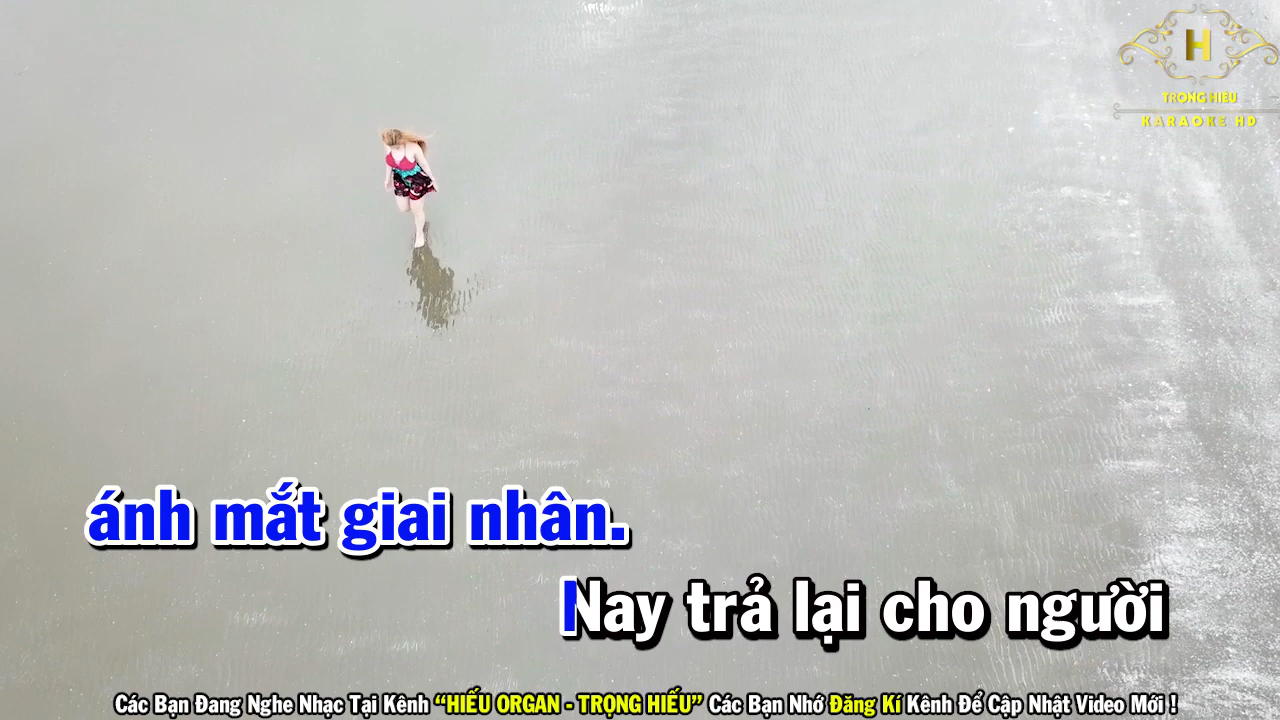 H
TRỌNG HIẾU
KARAOKE HD
ánh mắt giai nhân.
Nay trả lại cho người
Các Bạn Đang Nghe Nhạc Tại Kênh “HIẾU ORGAN - TRỌNG HIẾU” Các Bạn Nhớ Đăng Kí Kênh Để Cập Nhật Video Mới !